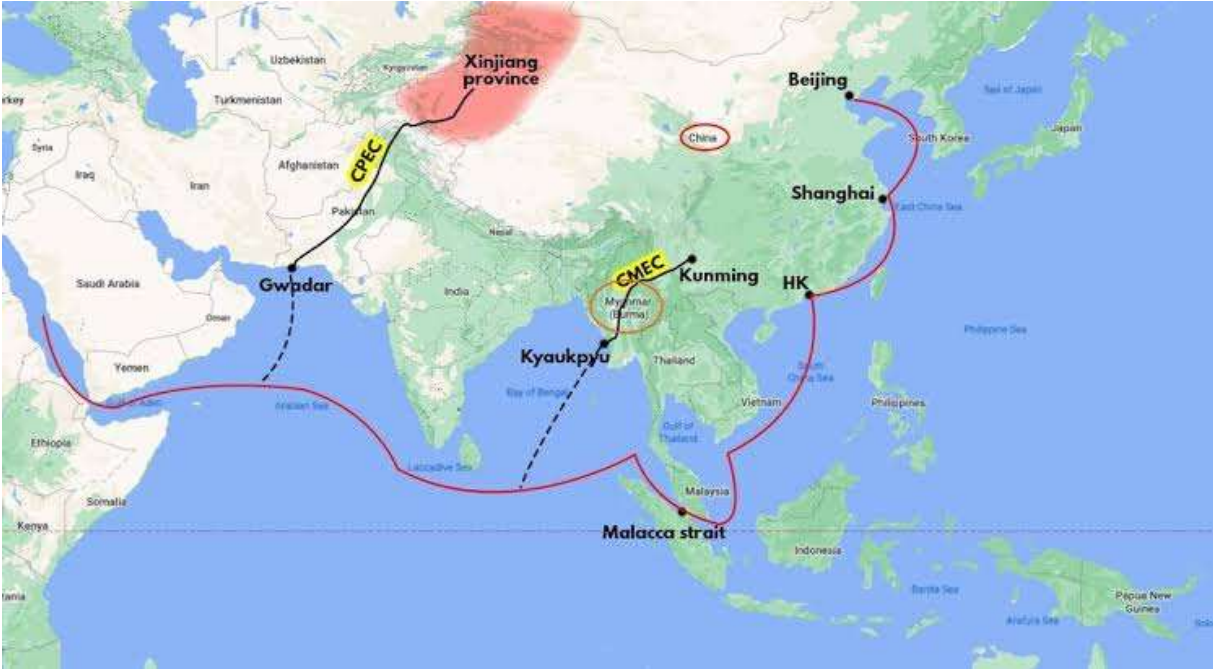 Xinjiang
province
Uzbekistan
Kyrgyzstan
Beijing
Sea of Japan
Turkmenistan
China
South Korea
Japan
Syria
Afghanistan
CPEC
Iraq
Iran
Shanghai
East China Sea
Pakistan
Nepal
CMEC
Kunming
Gwadar
Saudi Arabia
India
HK
Myanmar
(Burma)
Oman
Philippine Sea
Kyaukpyu
Thailand
Yemen
South
China Sea
Bay of Bengal
Vietnam
Philippines
Arabian Sea
Gulf of
Thailand
Ethiopia
Laccadive Sea
Malaysia
Somalia
Kenya
Malacca strait
Indonesia
Banda Sea
Papua New
Guinea
Arafura Sea